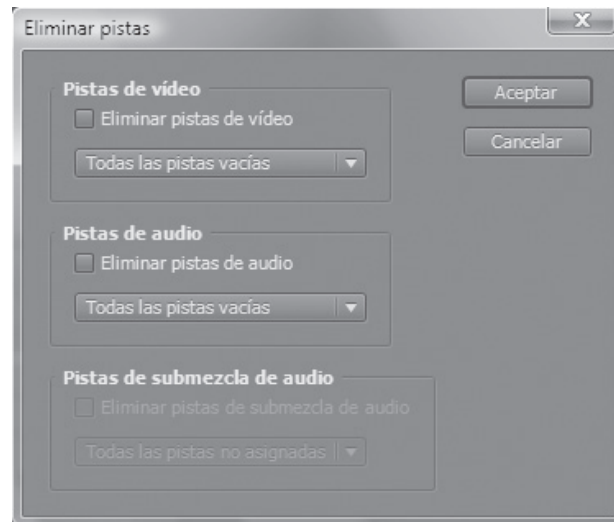 Eliminar pistas
Pistas de vídeo
Eliminar pistas de vídeo
Todas las pistas vacías
Aceptar
Cancelar
Pistas de audio
Eliminar pistas de audio
Todas las pistas vacías
Pistas de submezcla de audio
Eliminar pistas de submezcla de audio
Todas las pistas no asignadas